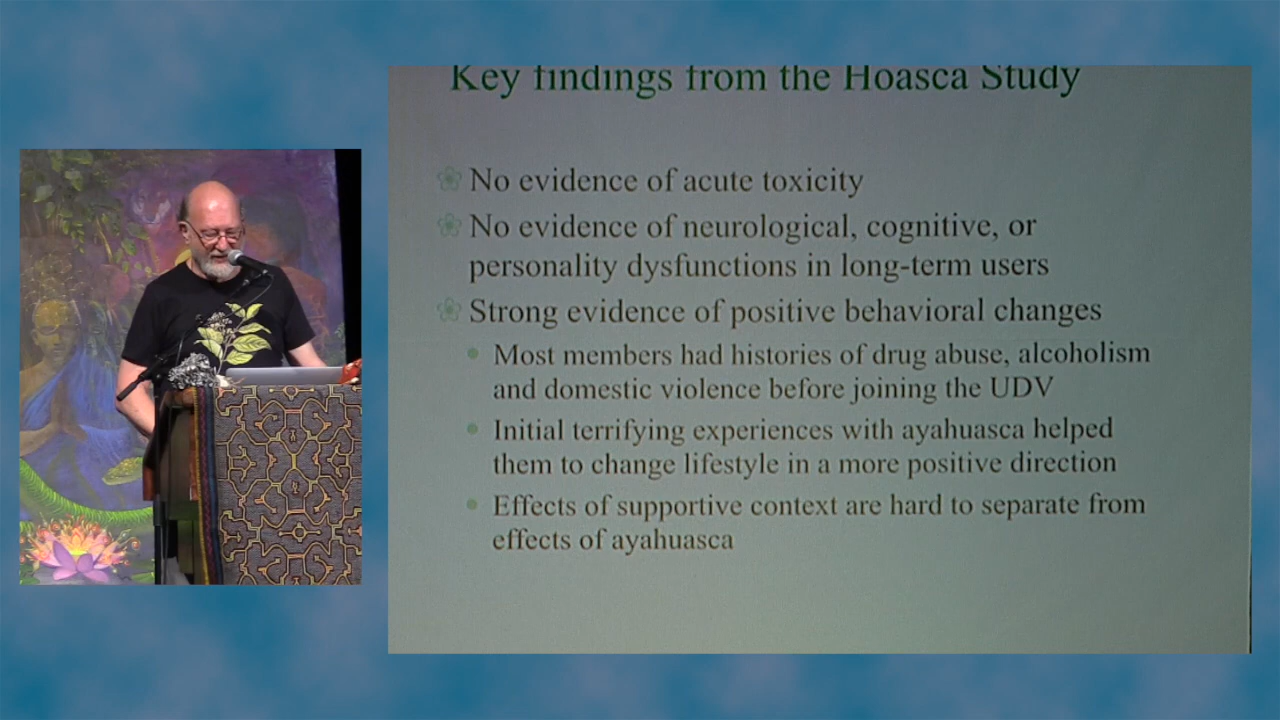 Key findings from the Hoasca Study
No evidence of acute toxicity
No evidence of neurological, cognitive, or
personality dysfunctions in long-term users
Strong evidence of positive behavioral changes
Most members had histories of drug abuse, alcoholism
and domestic violence before joining the UDV
Initial terrifying experiences with ayahuasca helped
them to change lifestyle in a more positive direction
Effects of supportive context are hard to separate from
effects of ayahuasca